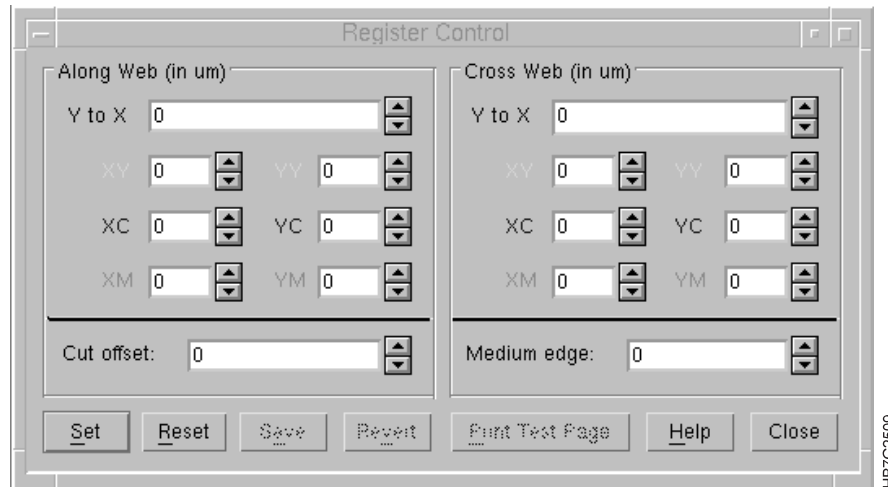 Register Control
Along Web (in um)
Y to X 0
XY 0 YY 0
XC 0 YC 0
XM 0 YM 0
Cut offset: 0
Cross Web (in um)
Y to X 0
XY 0 YY 0
XC 0 YC 0
XM 0 YM 0
Medium edge: 0
Set Reset Save Revert Print Test Page Help Close